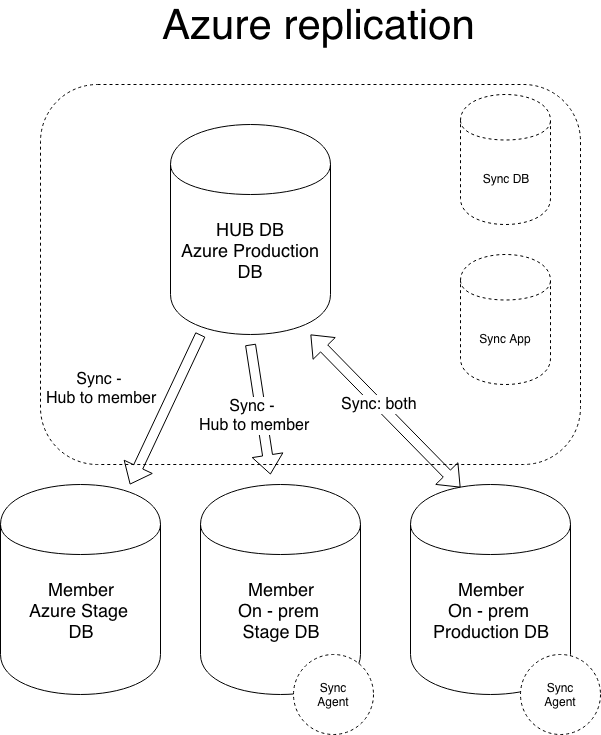 Azure replication
Sync DB
HUB DB
Azure Production
DB
Sync App
Sync -
Hub to member
Sync -
Hub to member
Sync: both
Member
Azure Stage
DB
Member
On - prem
Stage DB
Member
On - prem
Production DB
Sync
Agent
Sync
Agent